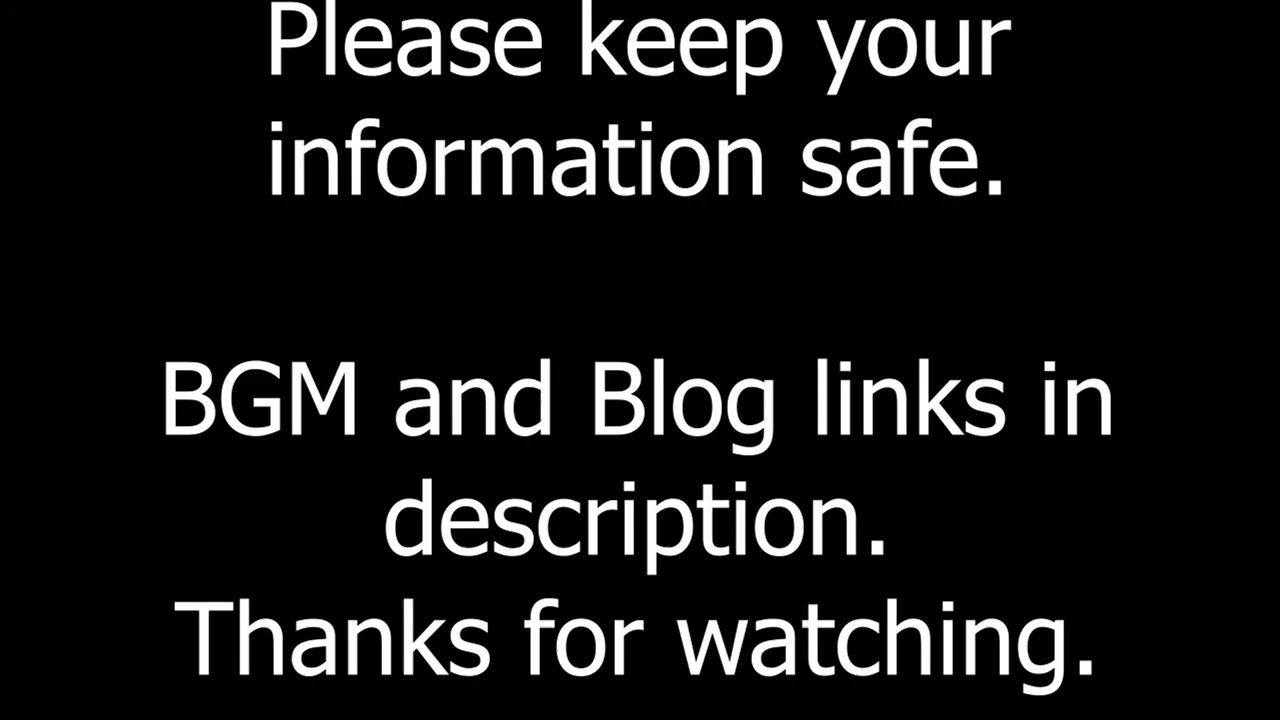 Please keep your
information safe.
BGM and Blog links in
description.
Thanks for watching.